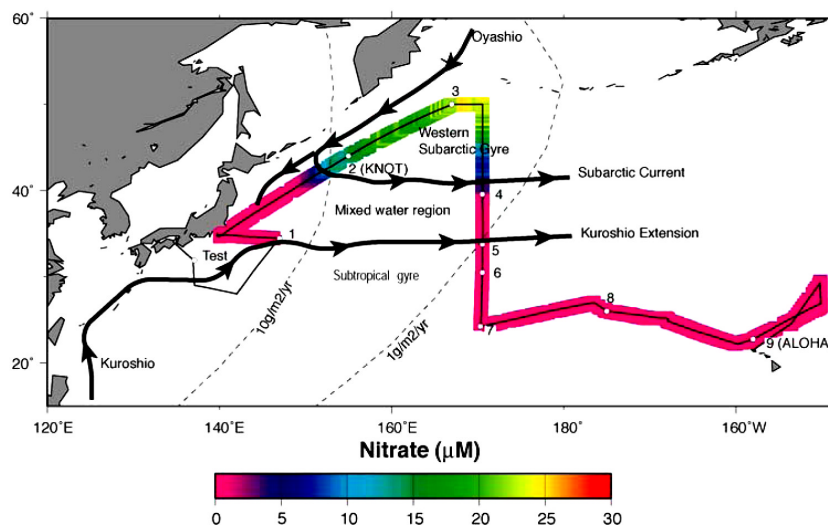 60°
Oyashio
3
Western
Subarctic Gyre
2 (KNOT)
Subarctic Current
40°
4
Mixed water region
1
Kuroshio Extension
Test
5
Subtropical gyre
6
10g/m2/yr
8
1g/m2/yr
7
9 (ALOHA
20°
Kuroshio
120°E 140°E 160°E 180° 160°W
Nitrate (μM)
0 5 10 15 20 25 30